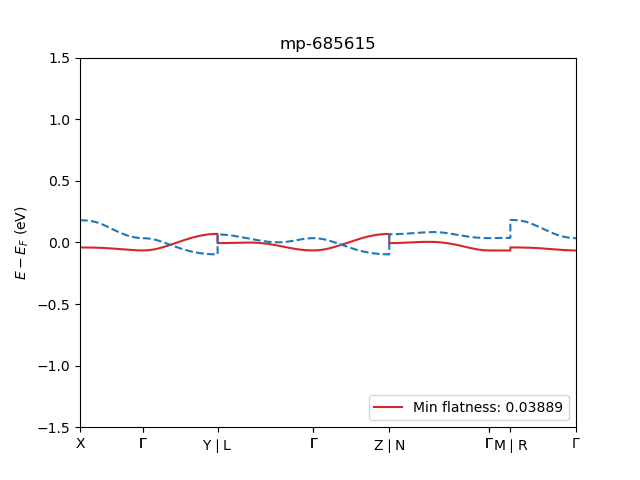 mp-685615
E − E_F (eV)
1.5
1.0
0.5
0.0
−0.5
−1.0
−1.5
Min flatness: 0.03889
X Γ Y | L Γ Z | N Γ M | R Γ